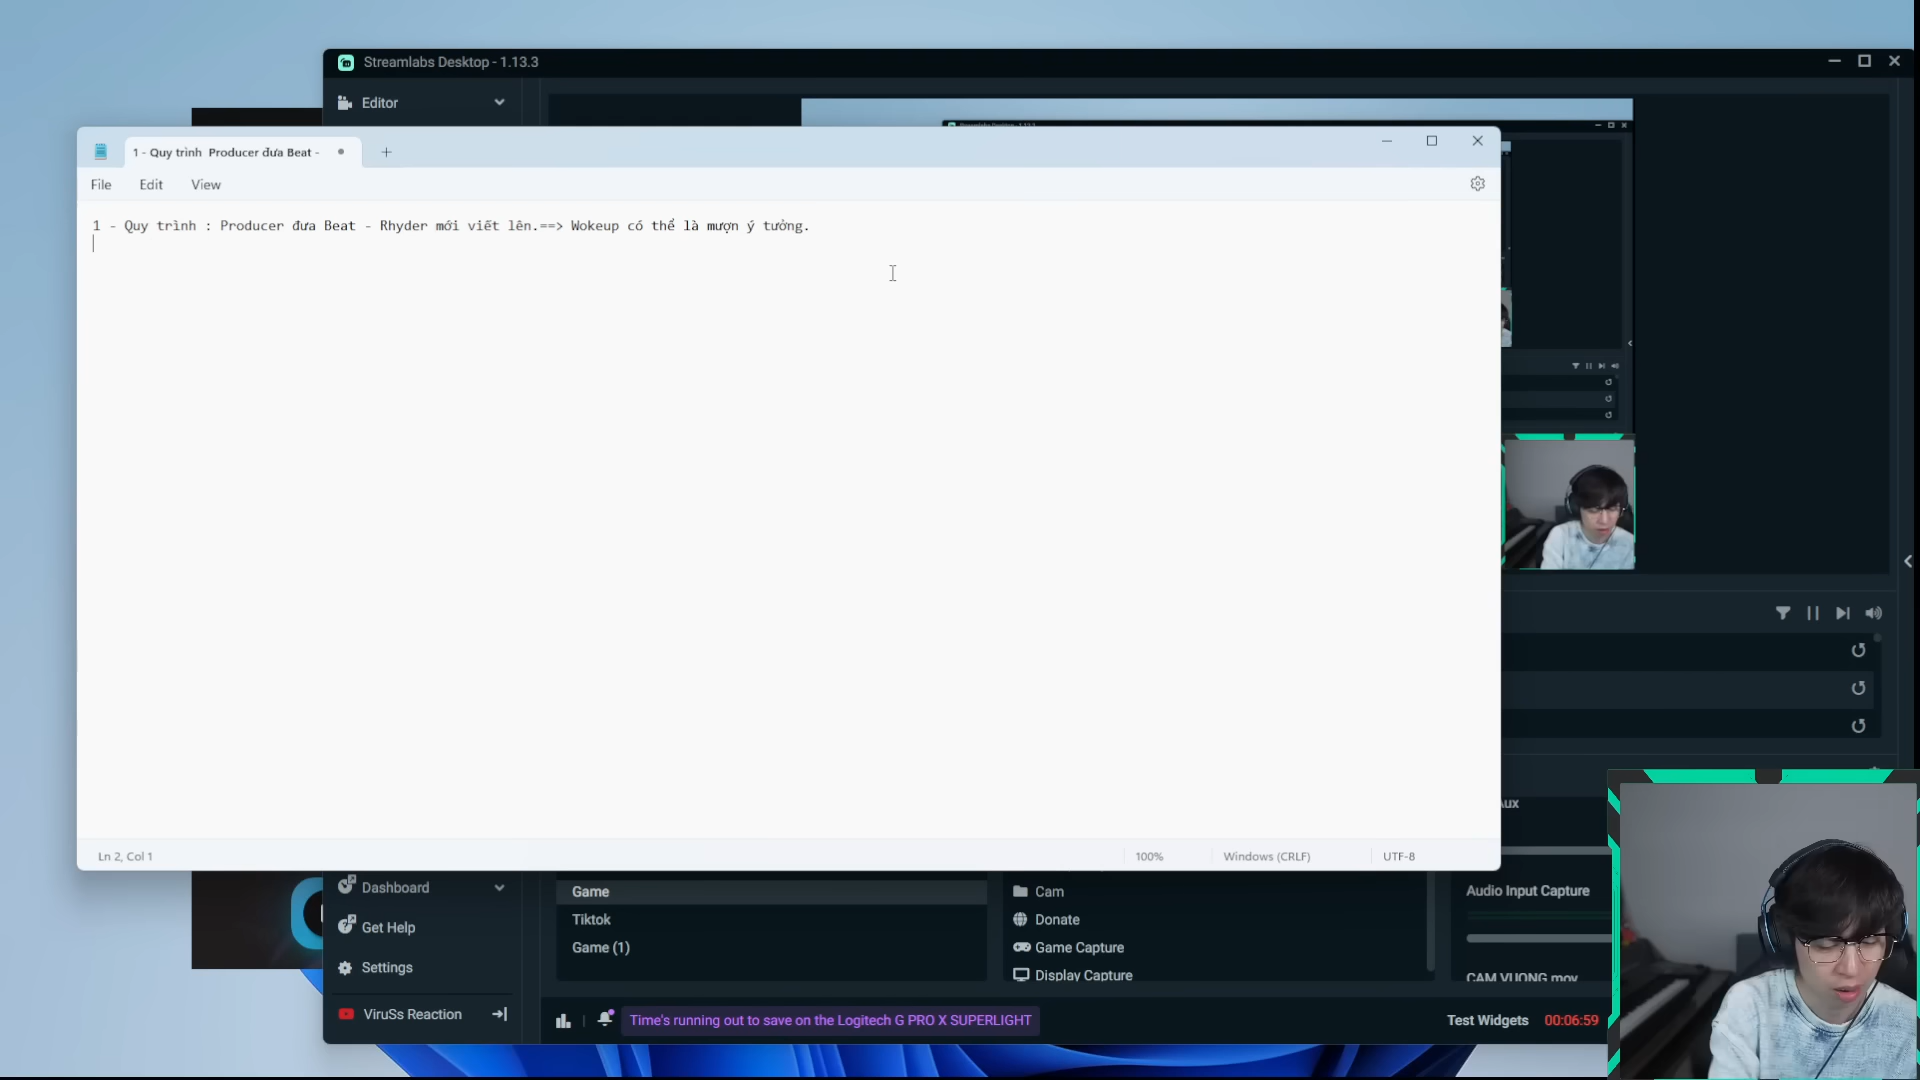 Streamlabs Desktop - 1.13.3
Editor
1 - Quy trình Producer đưa Beat -
File Edit View
1 - Quy trình : Producer đưa Beat - Rhyder mới viết lên.==> Wokeup có thể là mượn ý tưởng.
Ln 2, Col 1
100%
Windows (CRLF)
UTF-8
Dashboard
Get Help
Settings
ViruSs Reaction
Game
Tiktok
Game (1)
Cam
Donate
Game Capture
Display Capture
Audio Input Capture
CAM VUONG mov
Time's running out to save on the Logitech G PRO X SUPERLIGHT
Test Widgets 00:06:59